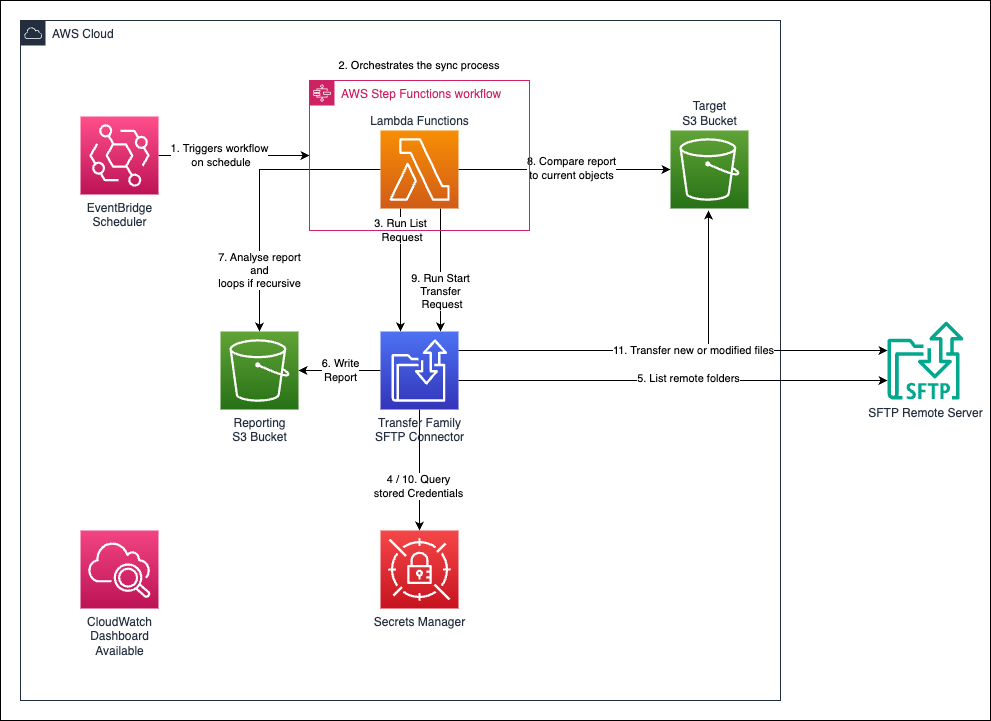 AWS Cloud
2. Orchestrates the sync process
AWS Step Functions workflow
Lambda Functions
Target
S3 Bucket
1. Triggers workflow
on schedule
8. Compare report
to current objects
EventBridge
Scheduler
3. Run List
Request
7. Analyse report
and
loops if recursive
9. Run Start
Transfer
Request
11. Transfer new or modified files
6. Write
Report
5. List remote folders
SFTP
SFTP Remote Server
Reporting
S3 Bucket
Transfer Family
SFTP Connector
4 / 10. Query
stored Credentials
CloudWatch
Dashboard
Available
Secrets Manager